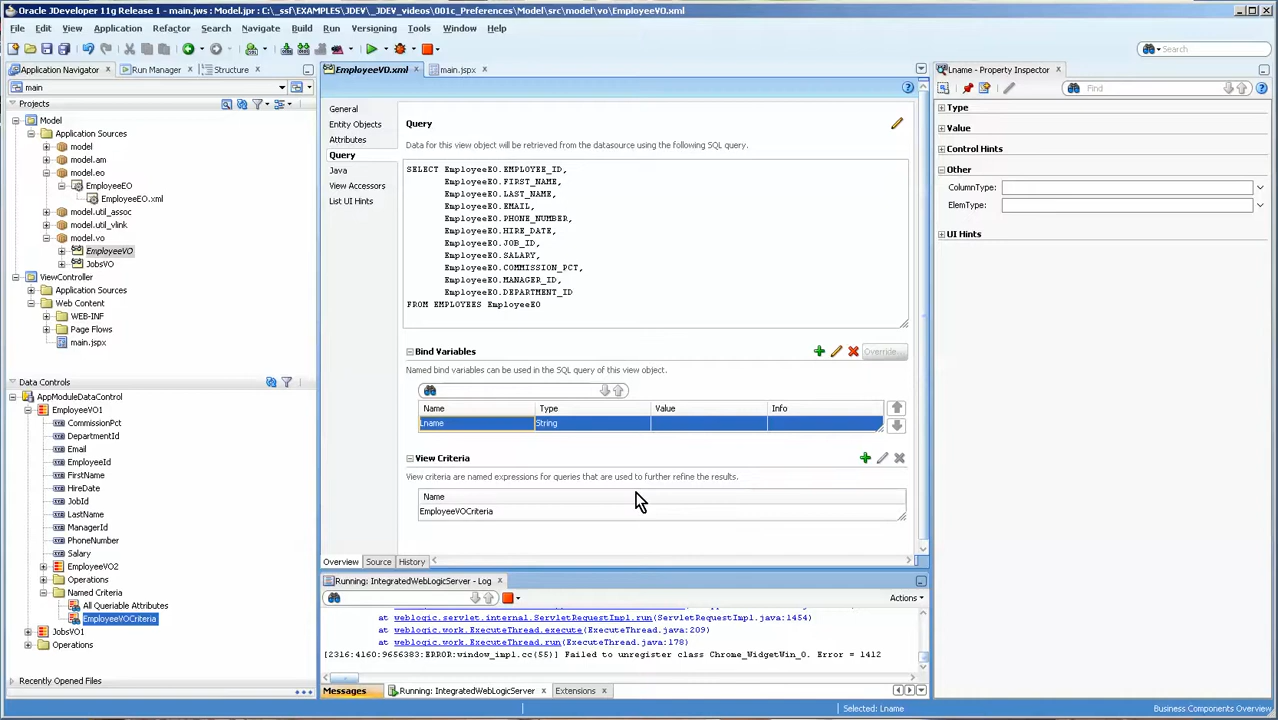 Oracle JDeveloper 11g Release 1 - main.jws : Model.jpr : C:\_ssf\EXAMPLES\JDEV\_JDEV_videos\001c_Preferences\Model\src\model\vo\EmployeeVO.xml
File Edit View Application Refactor Search Navigate Build Run Versioning Tools Window Help
Search
Application Navigator
Run Manager
Structure
main
Projects
Model
Application Sources
model
model.am
model.eo
EmployeeEO
EmployeeEO.xml
model.util_assoc
model.util_vlink
model.vo
EmployeeVO
JobsVO
ViewController
Application Sources
Web Content
WEB-INF
Page Flows
main.jspx
Data Controls
AppModuleDataControl
EmployeeVO1
CommissionPct
DepartmentId
Email
EmployeeId
FirstName
HireDate
JobId
LastName
ManagerId
PhoneNumber
Salary
EmployeeVO2
Operations
Named Criteria
All Queriable Attributes
EmployeeVOCriteria
JobsVO1
Operations
Recently Opened Files
EmployeeVO.xml
main.jspx
General
Entity Objects
Attributes
Query
Java
View Accessors
List UI Hints
Query
Data for this view object will be retrieved from the datasource using the following SQL query.
SELECT EmployeeEO.EMPLOYEE_ID,
EmployeeEO.FIRST_NAME,
EmployeeEO.LAST_NAME,
EmployeeEO.EMAIL,
EmployeeEO.PHONE_NUMBER,
EmployeeEO.HIRE_DATE,
EmployeeEO.JOB_ID,
EmployeeEO.SALARY,
EmployeeEO.COMMISSION_PCT,
EmployeeEO.MANAGER_ID,
EmployeeEO.DEPARTMENT_ID
FROM EMPLOYEES EmployeeEO
Bind Variables
Override...
Named bind variables can be used in the SQL query of this view object.
Name Type Value Info
Lname String
View Criteria
View criteria are named expressions for queries that are used to further refine the results.
Name
EmployeeVOCriteria
Overview Source History
Running: IntegratedWebLogicServer - Log
Actions
at weblogic.servlet.internal.ServletRequestImpl.run(ServletRequestImpl.java:1454)
at weblogic.work.ExecuteThread.execute(ExecuteThread.java:209)
at weblogic.work.ExecuteThread.run(ExecuteThread.java:178)
[2316:4160:9656383:ERROR:window_impl.cc(55)] Failed to unregister class Chrome_WidgetWin_0. Error = 1412
Messages
Running: IntegratedWebLogicServer
Extensions
Lname - Property Inspector
Find
Type
Value
Control Hints
Other
ColumnType:
ElemType:
UI Hints
Selected: Lname
Business Components Overview